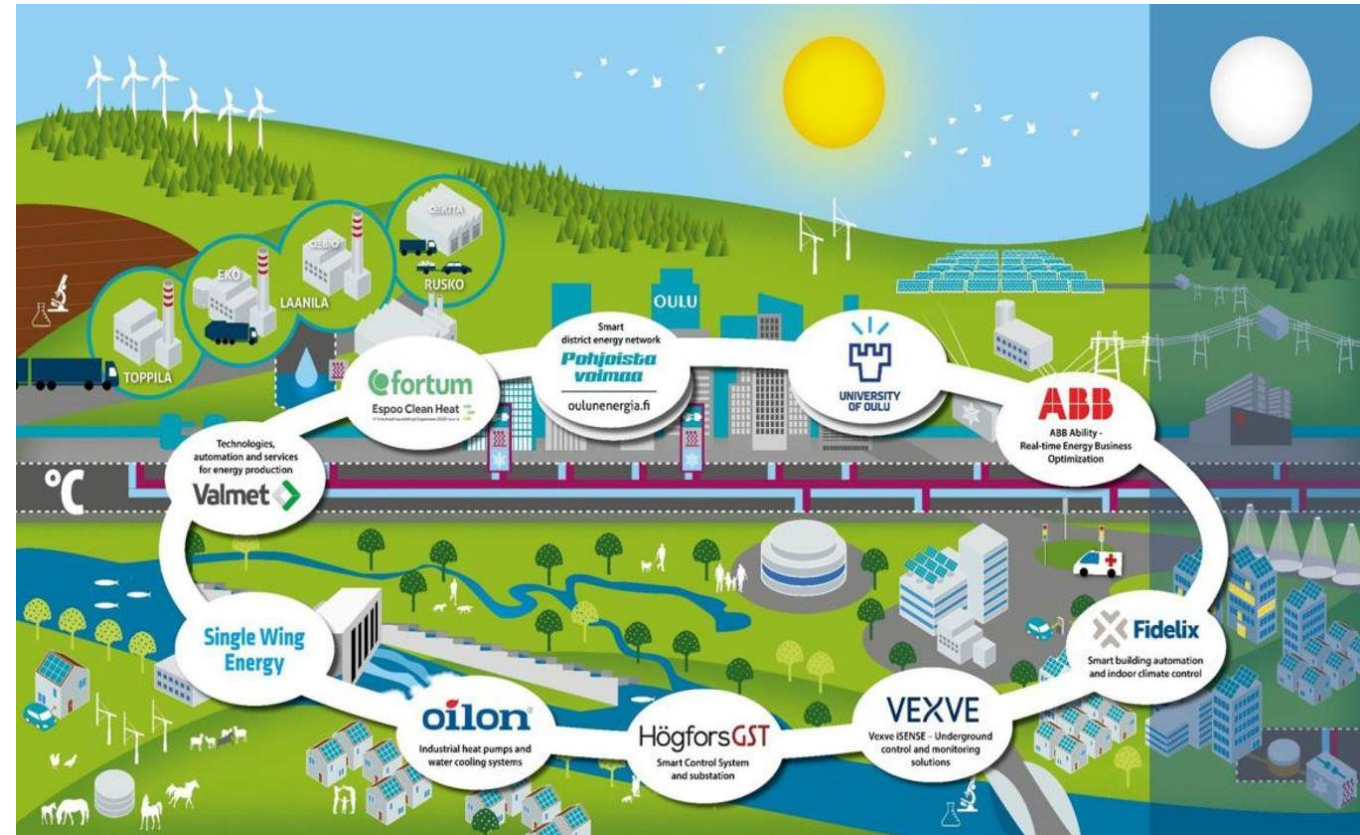 OEKITA
OEBIO
EKO
RUSKO
LAANILA
TOPPILA
OULU
Smart
district energy network
Pohjoista
voimaa
oulunenergia.fi
UNIVERSITY
OF OULU
fortum
Espoo Clean Heat
ABB
ABB Ability –
Real-time Energy Business
Optimization
Technologies,
automation and services
for energy production
Valmet
°C
Single Wing
Energy
Fidelix
Smart building automation
and indoor climate control
oilon
Industrial heat pumps and
water cooling systems
HögforsGST
Smart Control System
and substation
VEXVE
Vexve iSENSE – Underground
control and monitoring
solutions